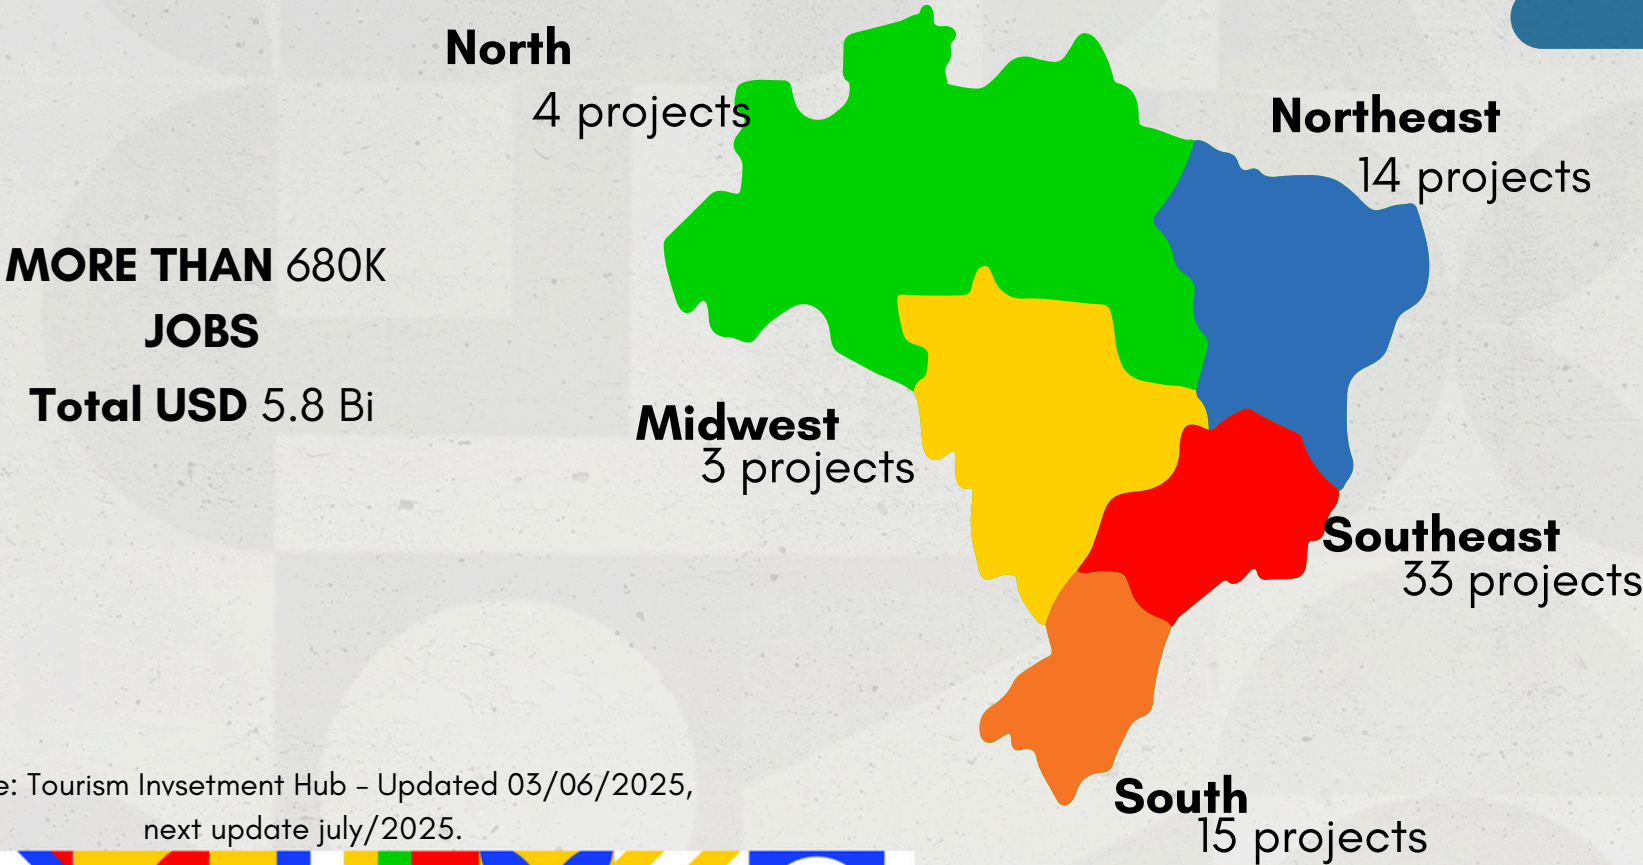 North
4 projects
Northeast
14 projects
MORE THAN 680K
JOBS
Total USD 5.8 Bi
Midwest
3 projects
Southeast
33 projects
e: Tourism Invsetment Hub - Updated 03/06/2025,
next update july/2025.
South
15 projects